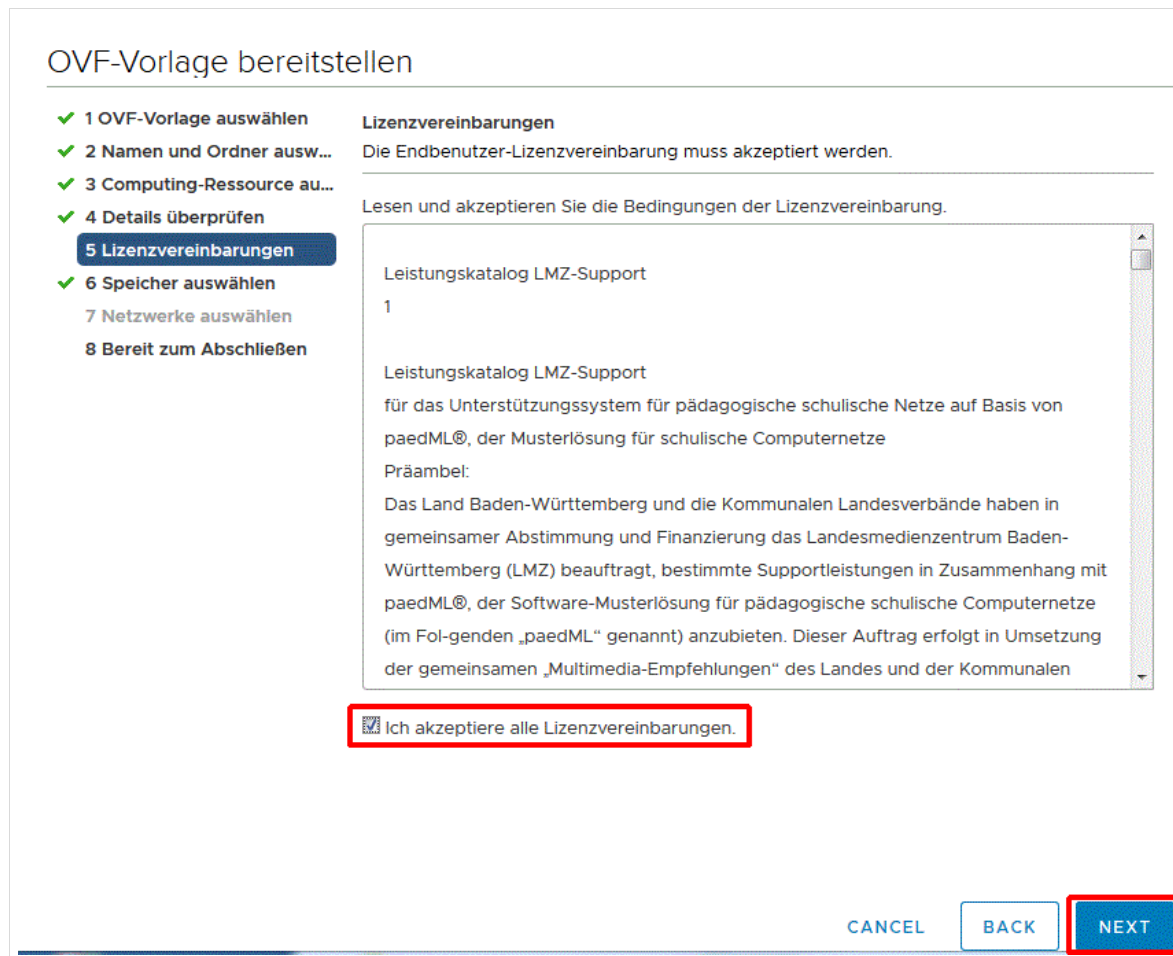 OVF-Vorlage bereitstellen
1 OVF-Vorlage auswählen
2 Namen und Ordner ausw...
3 Computing-Ressource au...
4 Details überprüfen
5 Lizenzvereinbarungen
6 Speicher auswählen
7 Netzwerke auswählen
8 Bereit zum Abschließen
Lizenzvereinbarungen
Die Endbenutzer-Lizenzvereinbarung muss akzeptiert werden.
Lesen und akzeptieren Sie die Bedingungen der Lizenzvereinbarung.
Leistungskatalog LMZ-Support
1
Leistungskatalog LMZ-Support
für das Unterstützungssystem für pädagogische schulische Netze auf Basis von
paedML®, der Musterlösung für schulische Computernetze
Präambel:
Das Land Baden-Württemberg und die Kommunalen Landesverbände haben in
gemeinsamer Abstimmung und Finanzierung das Landesmedienzentrum Baden-
Württemberg (LMZ) beauftragt, bestimmte Supportleistungen in Zusammenhang mit
paedML®, der Software-Musterlösung für pädagogische schulische Computernetze
(im Fol-genden „paedML“ genannt) anzubieten. Dieser Auftrag erfolgt in Umsetzung
der gemeinsamen „Multimedia-Empfehlungen“ des Landes und der Kommunalen
Ich akzeptiere alle Lizenzvereinbarungen.
CANCEL
BACK
NEXT